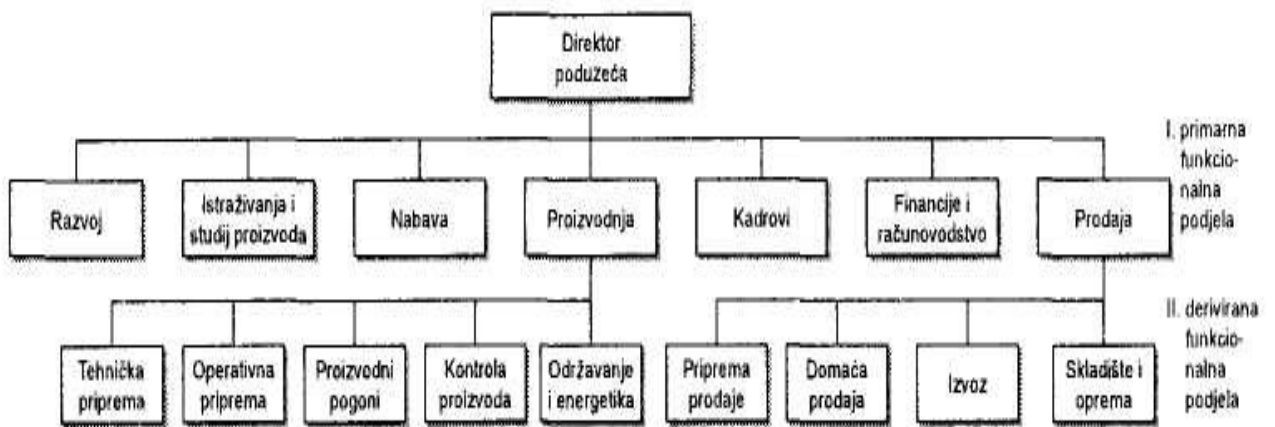 Direktor
poduzeća
I. primarna
funkcio-
nalna
podjela
Razvoj
Istraživanja i
studij proizvoda
Nabava
Proizvodnja
Kadrovi
Financije i
računovodstvo
Prodaja
II. derivirana
funkcio-
nalna
podjela
Tehnička
priprema
Operativna
priprema
Proizvodni
pogoni
Kontrola
proizvoda
Održavanje
i energetika
Priprema
prodaje
Domaća
prodaja
Izvoz
Skladište i
oprema